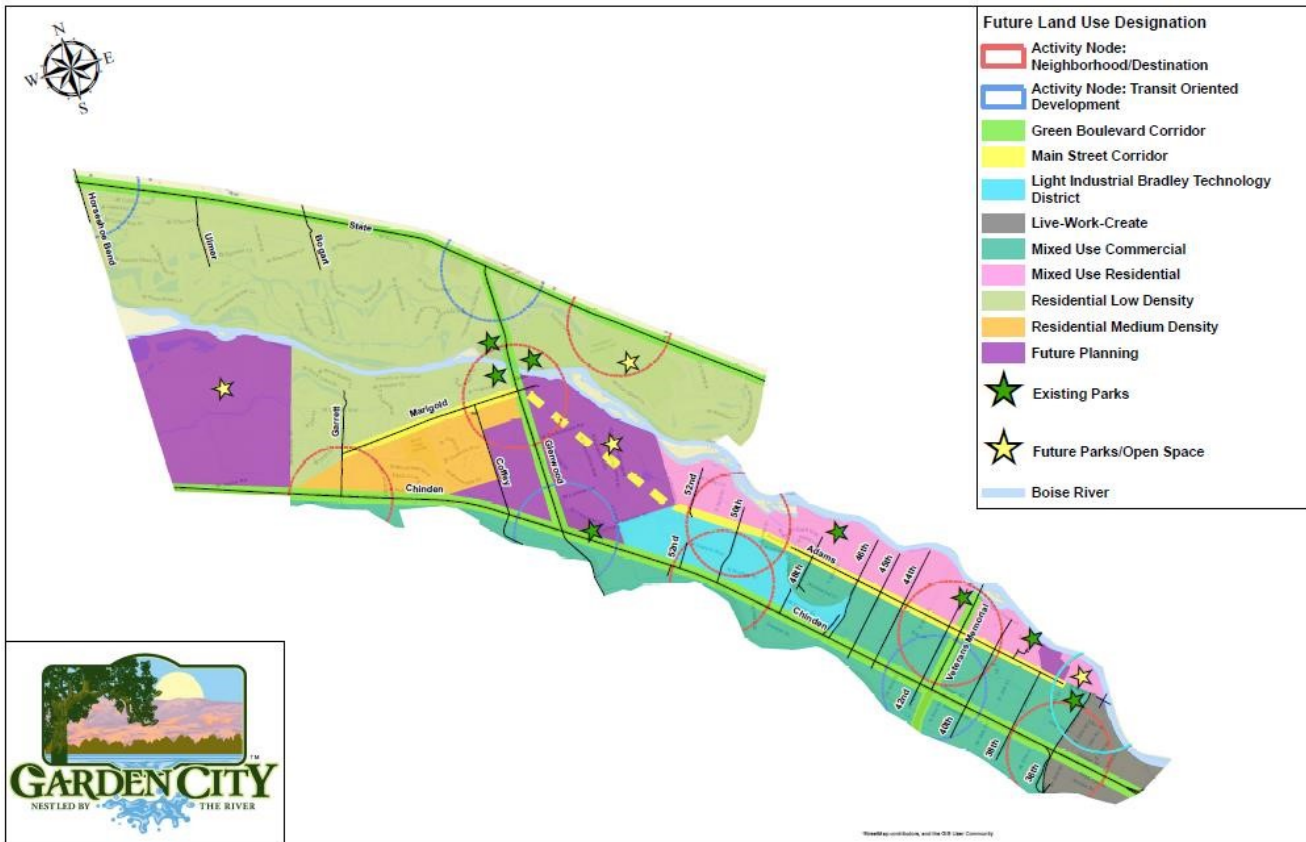 N
W
E
S
Future Land Use Designation
Activity Node:
Neighborhood/Destination
Activity Node: Transit Oriented
Development
Green Boulevard Corridor
Main Street Corridor
Light Industrial Bradley Technology
District
Live-Work-Create
Mixed Use Commercial
Mixed Use Residential
Residential Low Density
Residential Medium Density
Future Planning
Existing Parks
Future Parks/Open Space
Boise River
Horseshoe Bend
Ulmer
Bogart
State
Garrett
Marigold
Coffey
Glenwood
Chinden
52nd
50th
52nd
48th
Adams
46th
45th
44th
Chinden
Veterans Memorial
42nd
40th
38th
36th
GARDEN CITY
TM
NESTLED BY THE RIVER